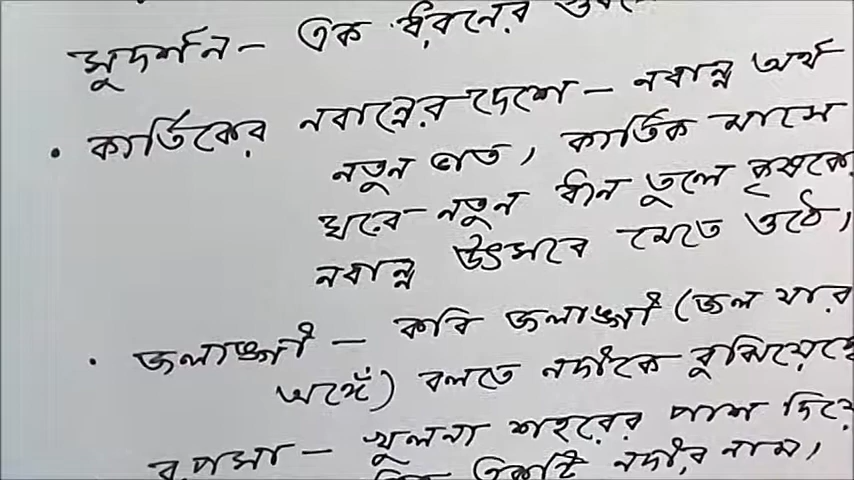 সুদর্শন - এক ধরনের
• কার্তিকের নবান্নের দেশে - নবান্ন অর্থ
নতুন ভাত, কার্তিক মাসে
ঘরে নতুন ধান তুলে কৃষকে
নবান্ন উৎসবে মেতে ওঠে,
• জলাঙ্গী - কবি জলাঙ্গী (জল যার
অঙ্গে) বলতে নদীকে বুঝিয়েছে
রূপসা - খুলনা শহরের পাশ দিয়ে
একটি নদীর নাম,